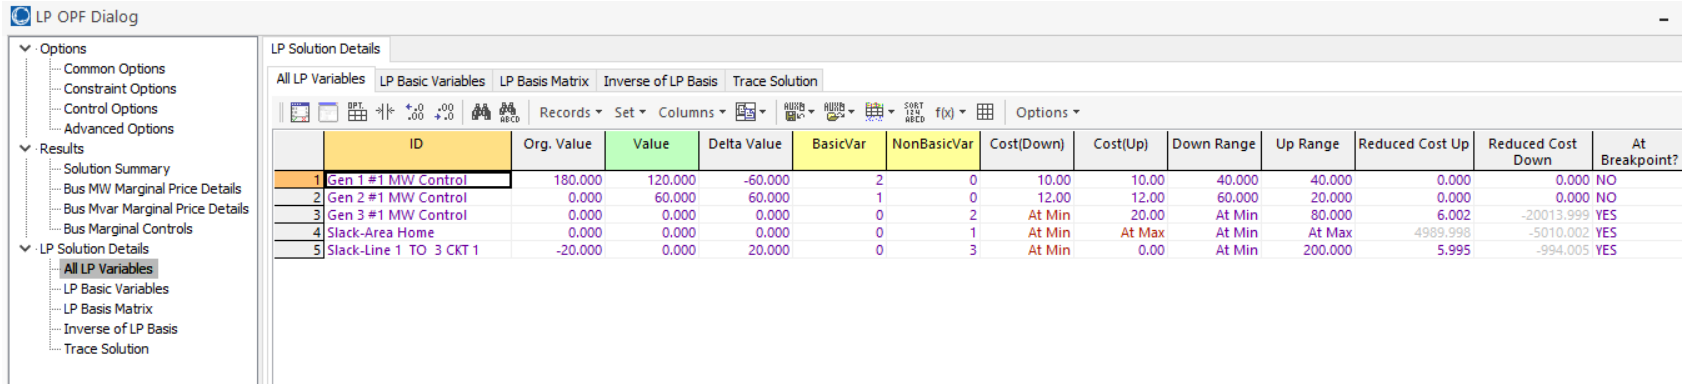 LP OPF Dialog
Options
Common Options
Constraint Options
Control Options
Advanced Options
Results
Solution Summary
Bus MW Marginal Price Details
Bus Mvar Marginal Price Details
Bus Marginal Controls
LP Solution Details
All LP Variables
LP Basic Variables
LP Basis Matrix
Inverse of LP Basis
Trace Solution
LP Solution Details
All LP Variables LP Basic Variables LP Basis Matrix Inverse of LP Basis Trace Solution
Records Set Columns f(x) Options
ID Org. Value Value Delta Value BasicVar NonBasicVar Cost(Down) Cost(Up) Down Range Up Range Reduced Cost Up Reduced Cost Down At Breakpoint?
1 Gen 1 #1 MW Control 180.000 120.000 -60.000 2 0 10.00 10.00 40.000 40.000 0.000 0.000 NO
2 Gen 2 #1 MW Control 0.000 60.000 60.000 1 0 12.00 12.00 60.000 20.000 0.000 0.000 NO
3 Gen 3 #1 MW Control 0.000 0.000 0.000 0 2 At Min 20.00 At Min 80.000 6.002 -20013.999 YES
4 Slack-Area Home 0.000 0.000 0.000 0 1 At Min At Max At Min At Max 4989.998 -5010.002 YES
5 Slack-Line 1 TO 3 CKT 1 -20.000 0.000 20.000 0 3 At Min 0.00 At Min 200.000 5.995 -994.005 YES